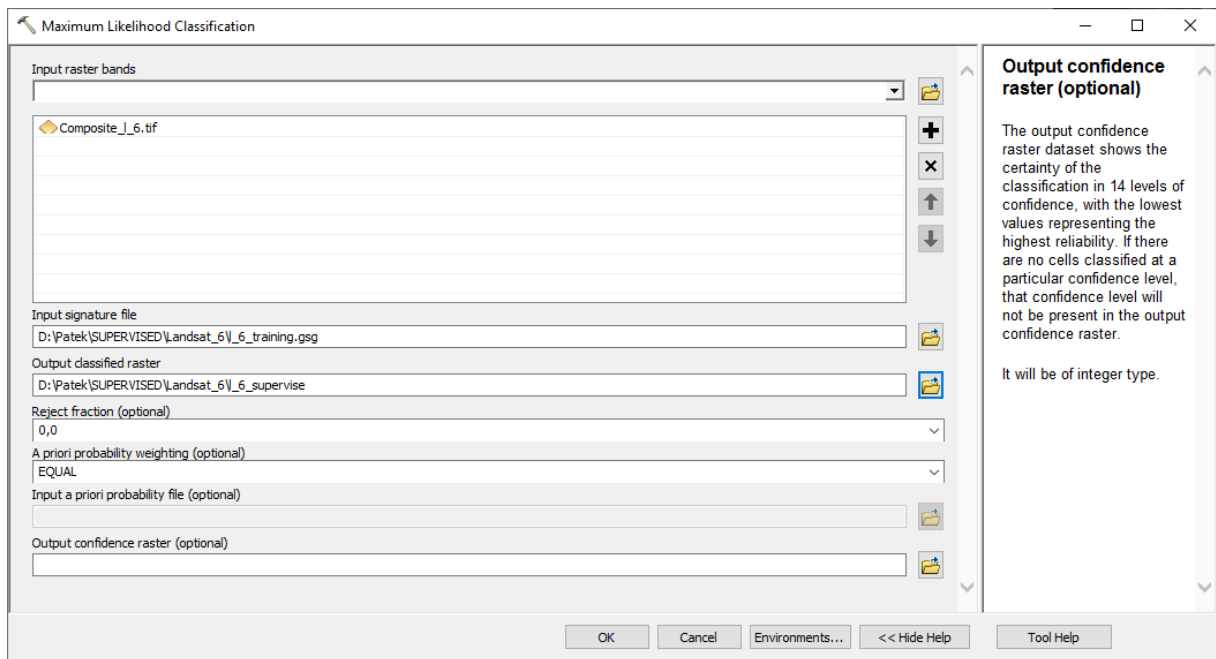 Maximum Likelihood Classification
Input raster bands
Composite_l_6.tif
Input signature file
D:\Patek\SUPERVISED\Landsat_6\l_6_training.gsg
Output classified raster
D:\Patek\SUPERVISED\Landsat_6\l_6_supervise
Reject fraction (optional)
0,0
A priori probability weighting (optional)
EQUAL
Input a priori probability file (optional)
Output confidence raster (optional)
OK
Cancel
Environments...
<< Hide Help
Tool Help
Output confidence
raster (optional)
The output confidence
raster dataset shows the
certainty of the
classification in 14 levels of
confidence, with the lowest
values representing the
highest reliability. If there
are no cells classified at a
particular confidence level,
that confidence level will
not be present in the output
confidence raster.
It will be of integer type.